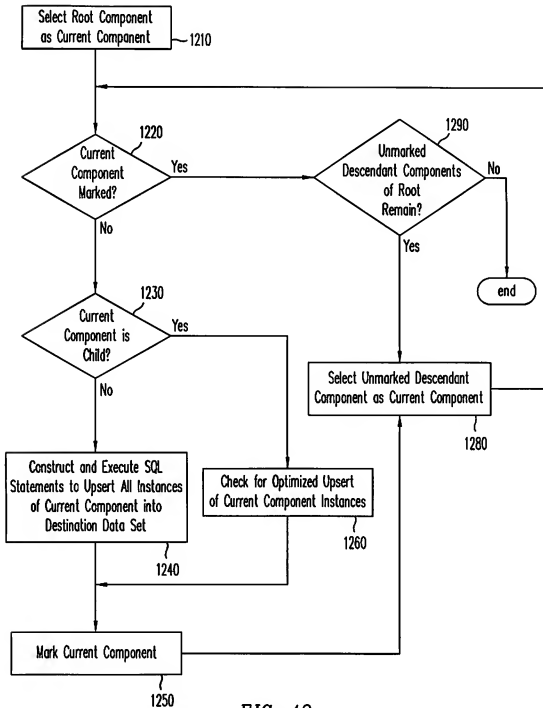 Select Root Component
as Current Component
1210
1220
Current
Component
Marked?
Yes
No
1290
Unmarked
Descendant Components
of Root
Remain?
No
Yes
end
1230
Current
Component is
Child?
Yes
No
Select Unmarked Descendant
Component as Current Component
1280
Construct and Execute SQL
Statements to Upsert All Instances
of Current Component into
Destination Data Set
1240
Check for Optimized Upsert
of Current Component Instances
1260
Mark Current Component
1250